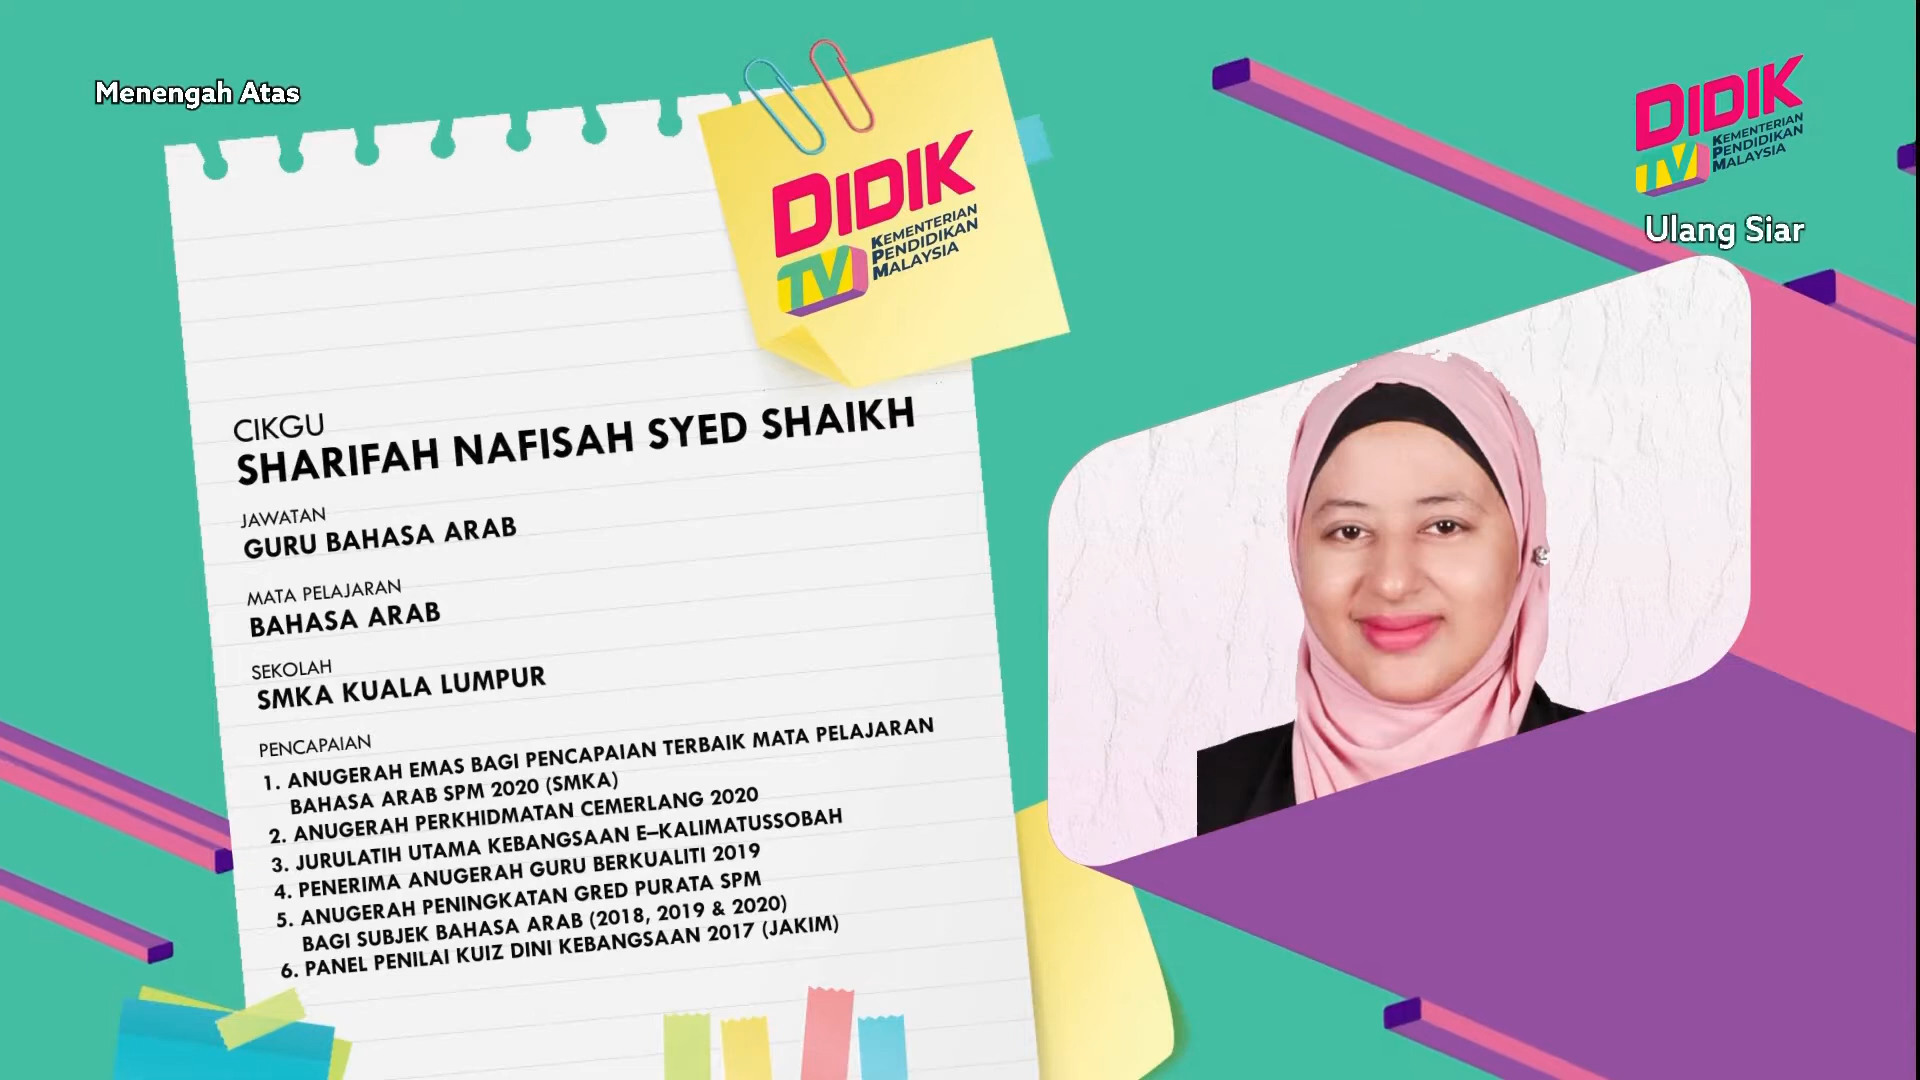 Menengah Atas
DIDIK
TV
KEMENTERIAN
PENDIDIKAN
MALAYSIA
DIDIK
TV
KEMENTERIAN
PENDIDIKAN
MALAYSIA
Ulang Siar
CIKGU
SHARIFAH NAFISAH SYED SHAIKH
JAWATAN
GURU BAHASA ARAB
MATA PELAJARAN
BAHASA ARAB
SEKOLAH
SMKA KUALA LUMPUR
PENCAPAIAN
1. ANUGERAH EMAS BAGI PENCAPAIAN TERBAIK MATA PELAJARAN
BAHASA ARAB SPM 2020 (SMKA)
2. ANUGERAH PERKHIDMATAN CEMERLANG 2020
3. JURULATIH UTAMA KEBANGSAAN E–KALIMATUSSOBAH
4. PENERIMA ANUGERAH GURU BERKUALITI 2019
5. ANUGERAH PENINGKATAN GRED PURATA SPM
BAGI SUBJEK BAHASA ARAB (2018, 2019 & 2020)
6. PANEL PENILAI KUIZ DINI KEBANGSAAN 2017 (JAKIM)